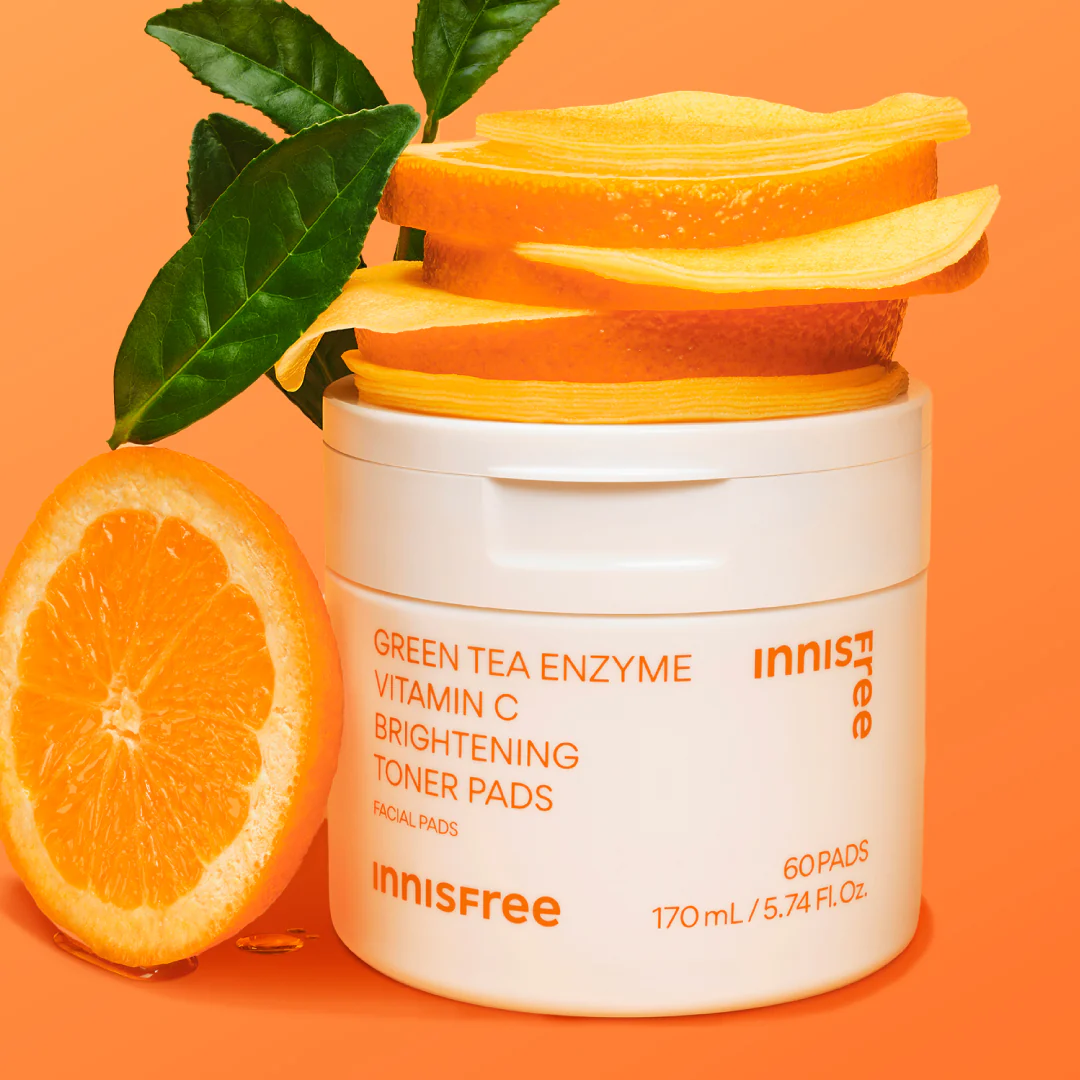 GREEN TEA ENZYME
VITAMIN C
BRIGHTENING
TONER PADS
FACIAL PADS
innisfree
innisfree
60 PADS
170 mL / 5.74 Fl. Oz.